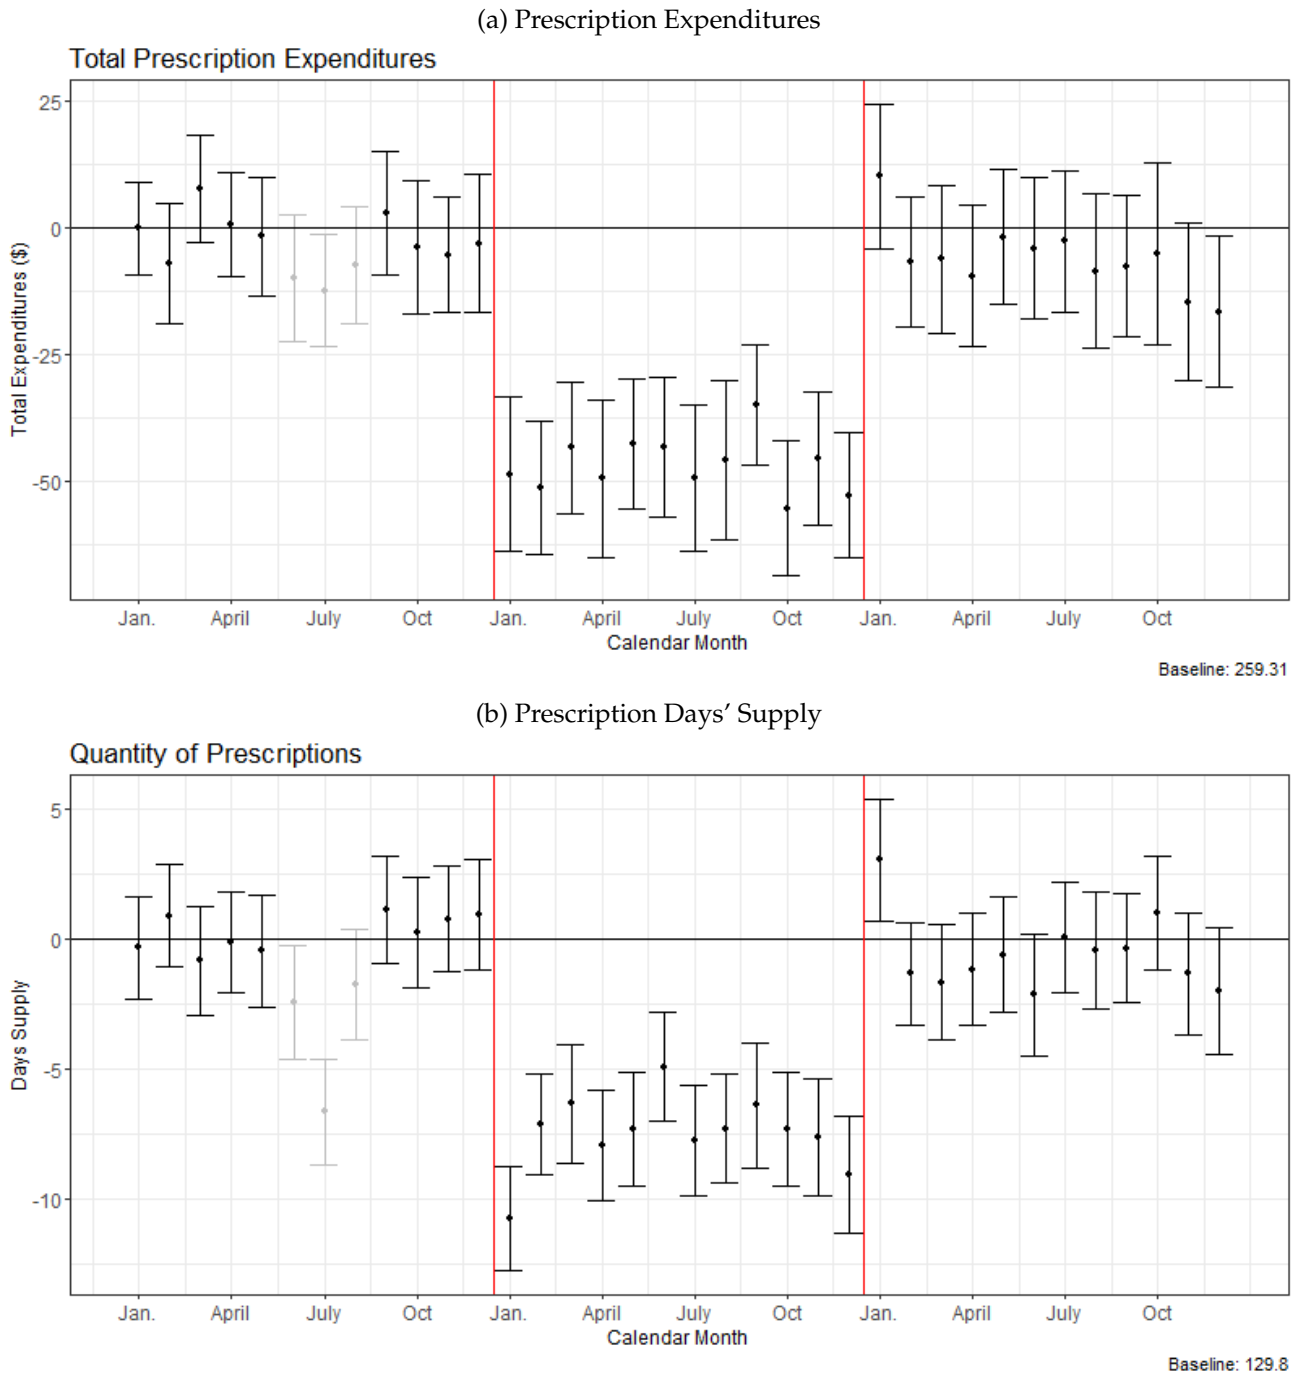 (a) Prescription Expenditures
Total Prescription Expenditures
Total Expenditures ($)
25
0
-25
-50
Jan. April July Oct Jan. April July Oct Jan. April July Oct
Calendar Month
Baseline: 259.31
(b) Prescription Days’ Supply
Quantity of Prescriptions
Days Supply
5
0
-5
-10
Jan. April July Oct Jan. April July Oct Jan. April July Oct
Calendar Month
Baseline: 129.8